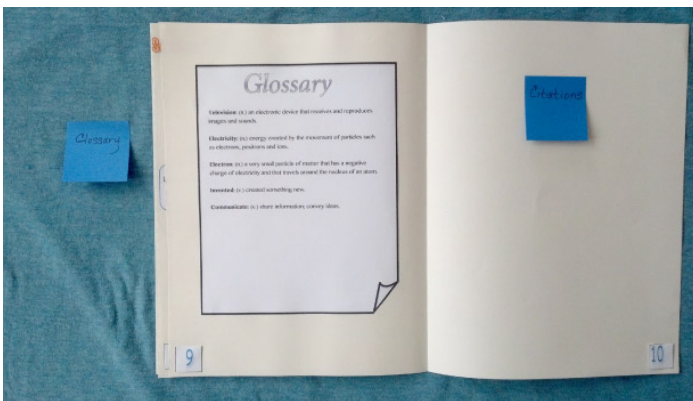 Glossary
Glossary
Television: (n.) an electronic device that receives and reproduces
images and sounds.
Electricity: (n.) energy created by the movement of particles such
as electrons, positrons and ions.
Electron: (n.) a very small particle of matter that has a negative
charge of electricity and that travels around the nucleus of an atom.
Invented: (v.) created something new.
Communicate: (v.) share information; convey ideas.
9
Citations
10